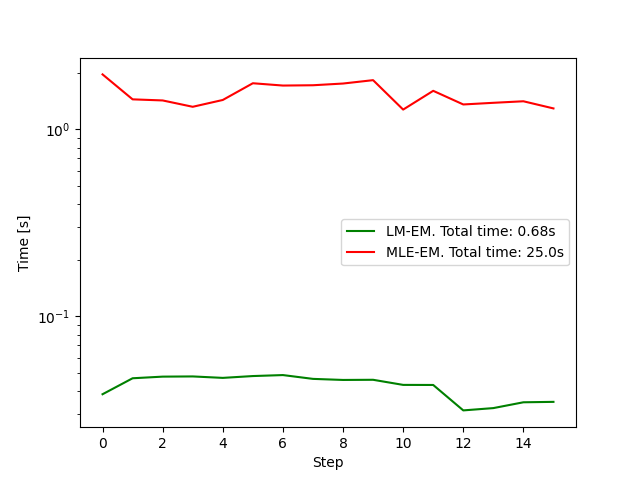 10⁰
10⁻¹
Time [s]
LM-EM. Total time: 0.68s
MLE-EM. Total time: 25.0s
0 2 4 6 8 10 12 14
Step